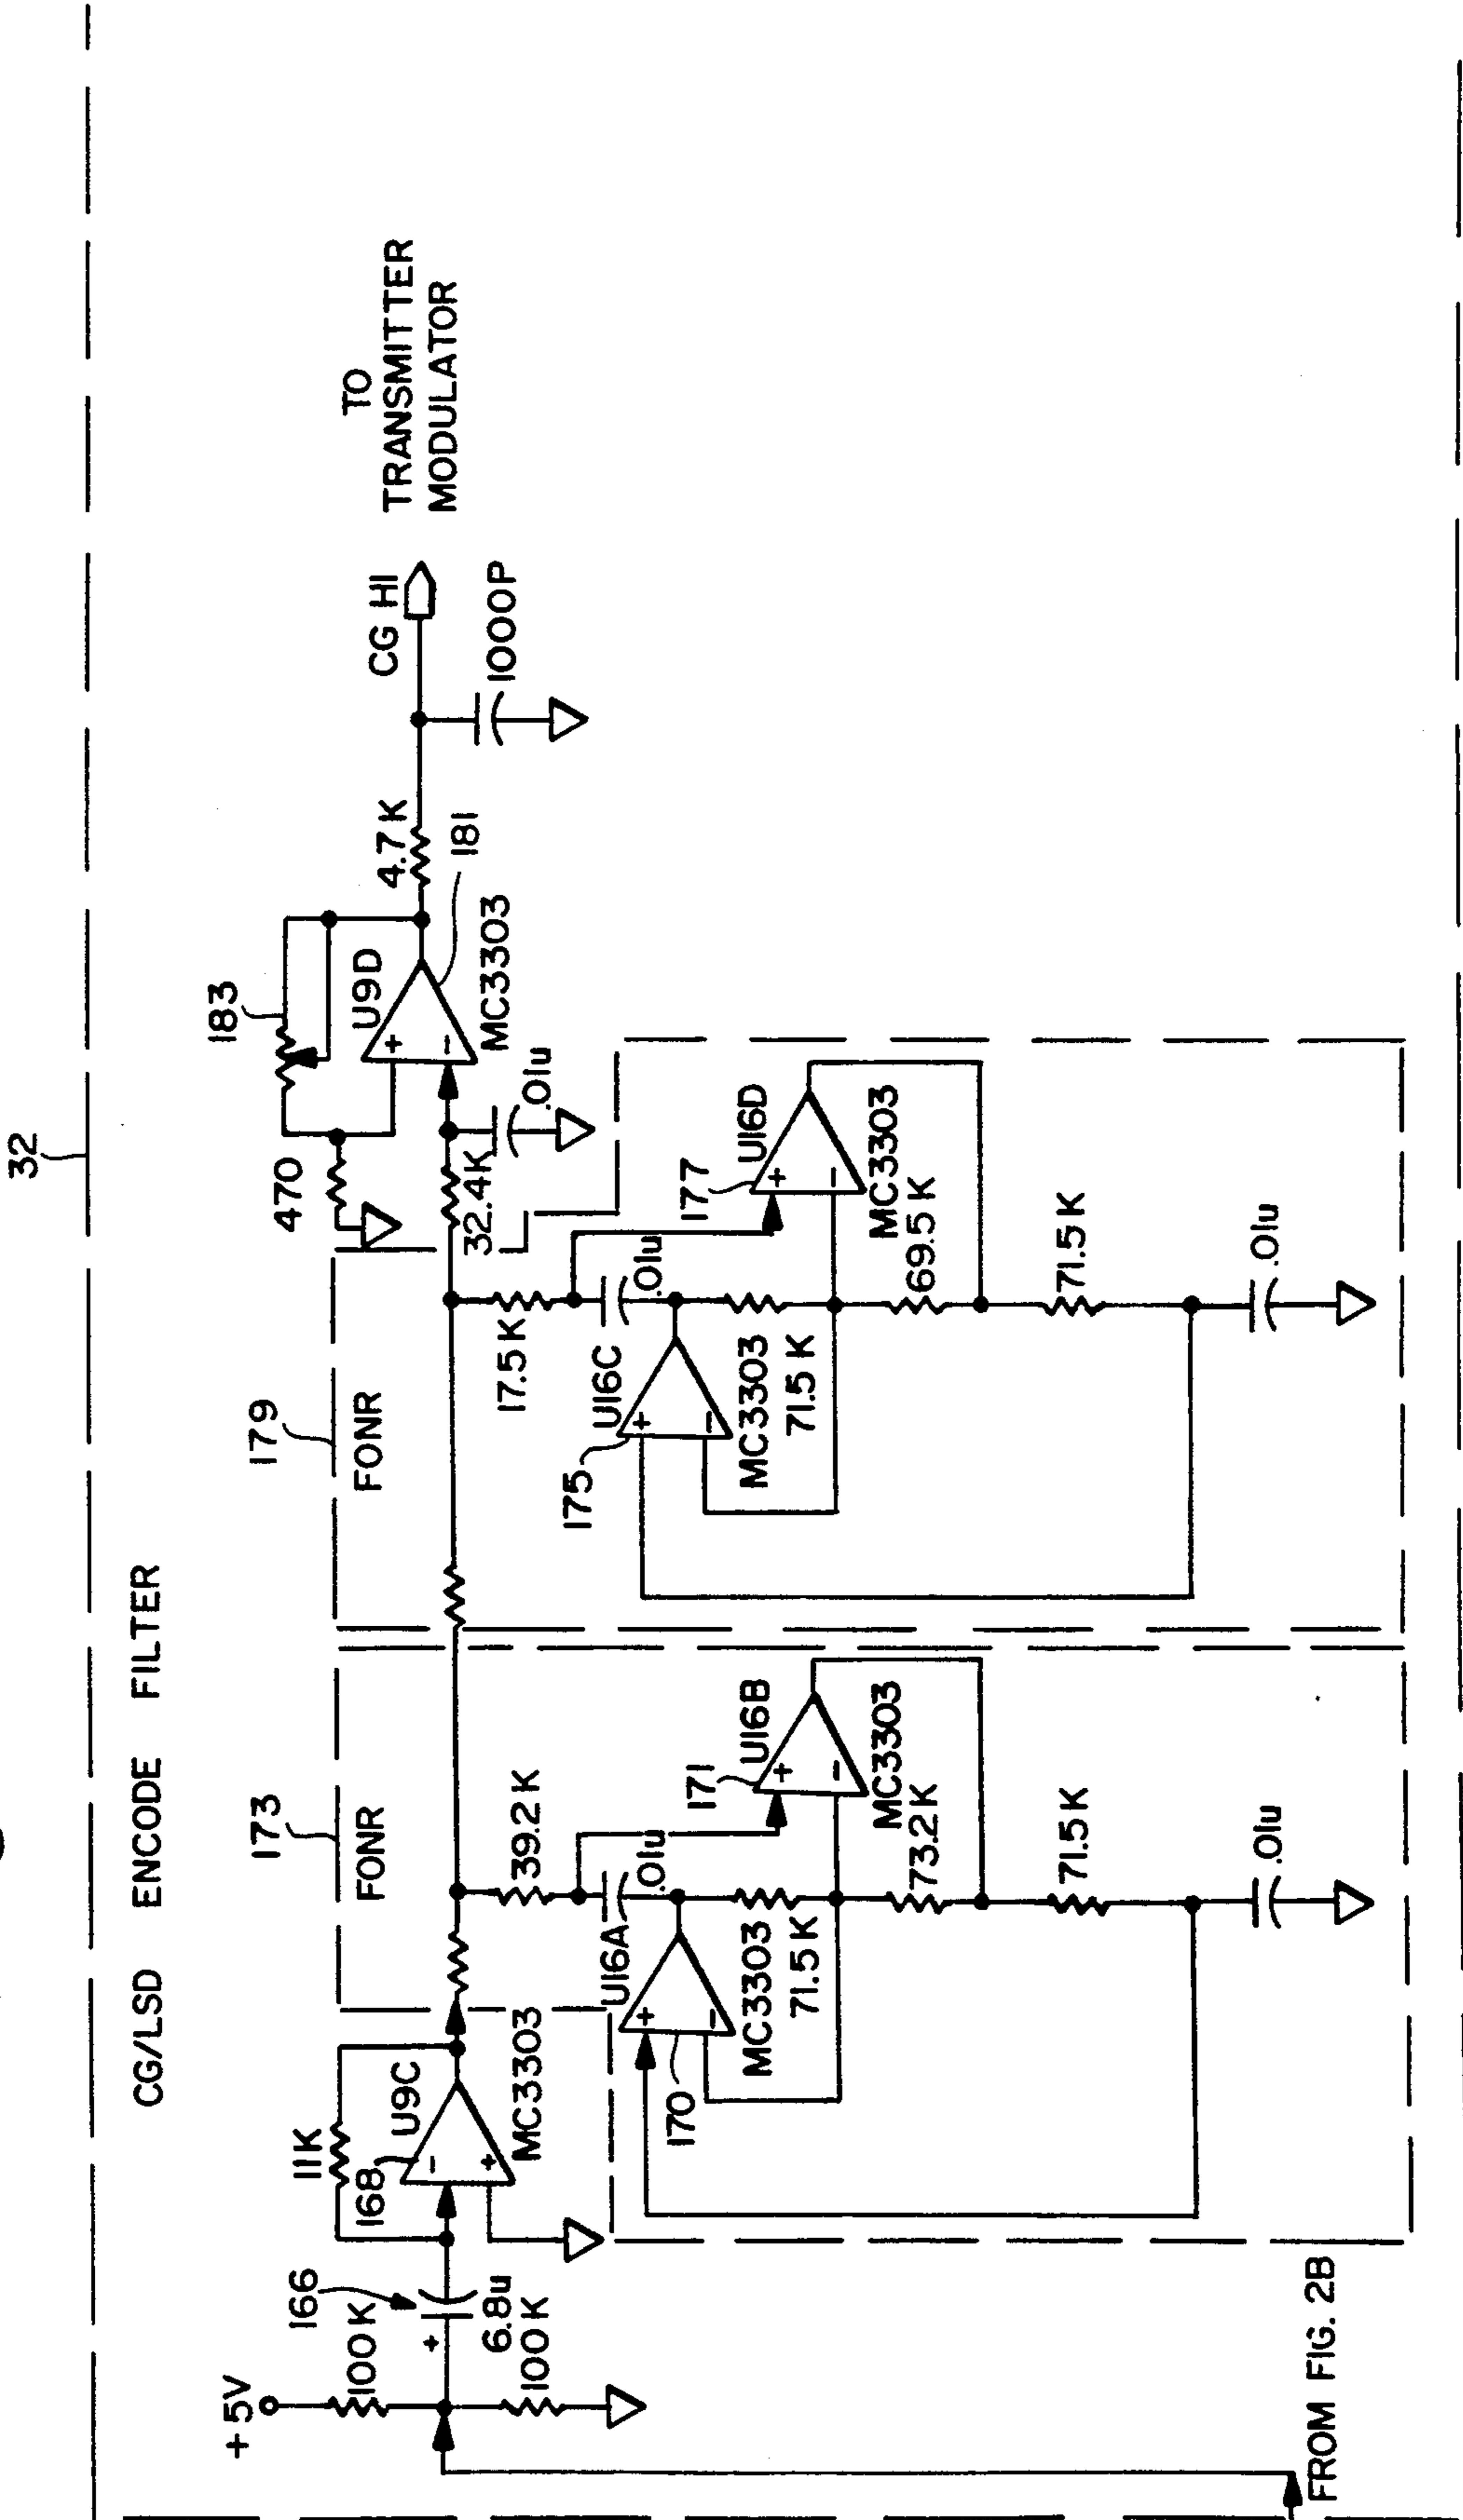 32
CG/LSD ENCODE FILTER
+5V
100K
166
6.8u
100K
11K
168
U9C
-
+
MC3303
173
FONR
39.2K
.01u
U16A
+
-
170
MC3303
71.5K
171
U16B
+
-
MC3303
73.2K
71.5K
.01u
179
FONR
17.5K
.01u
U16C
+
-
175
MC3303
71.5K
177
U16D
+
-
MC3303
69.5K
71.5K
.01u
470
183
32.4K
.01u
U9D
+
-
MC3303
181
4.7K
1000P
CG HI
TO
TRANSMITTER
MODULATOR
FROM FIG. 2B